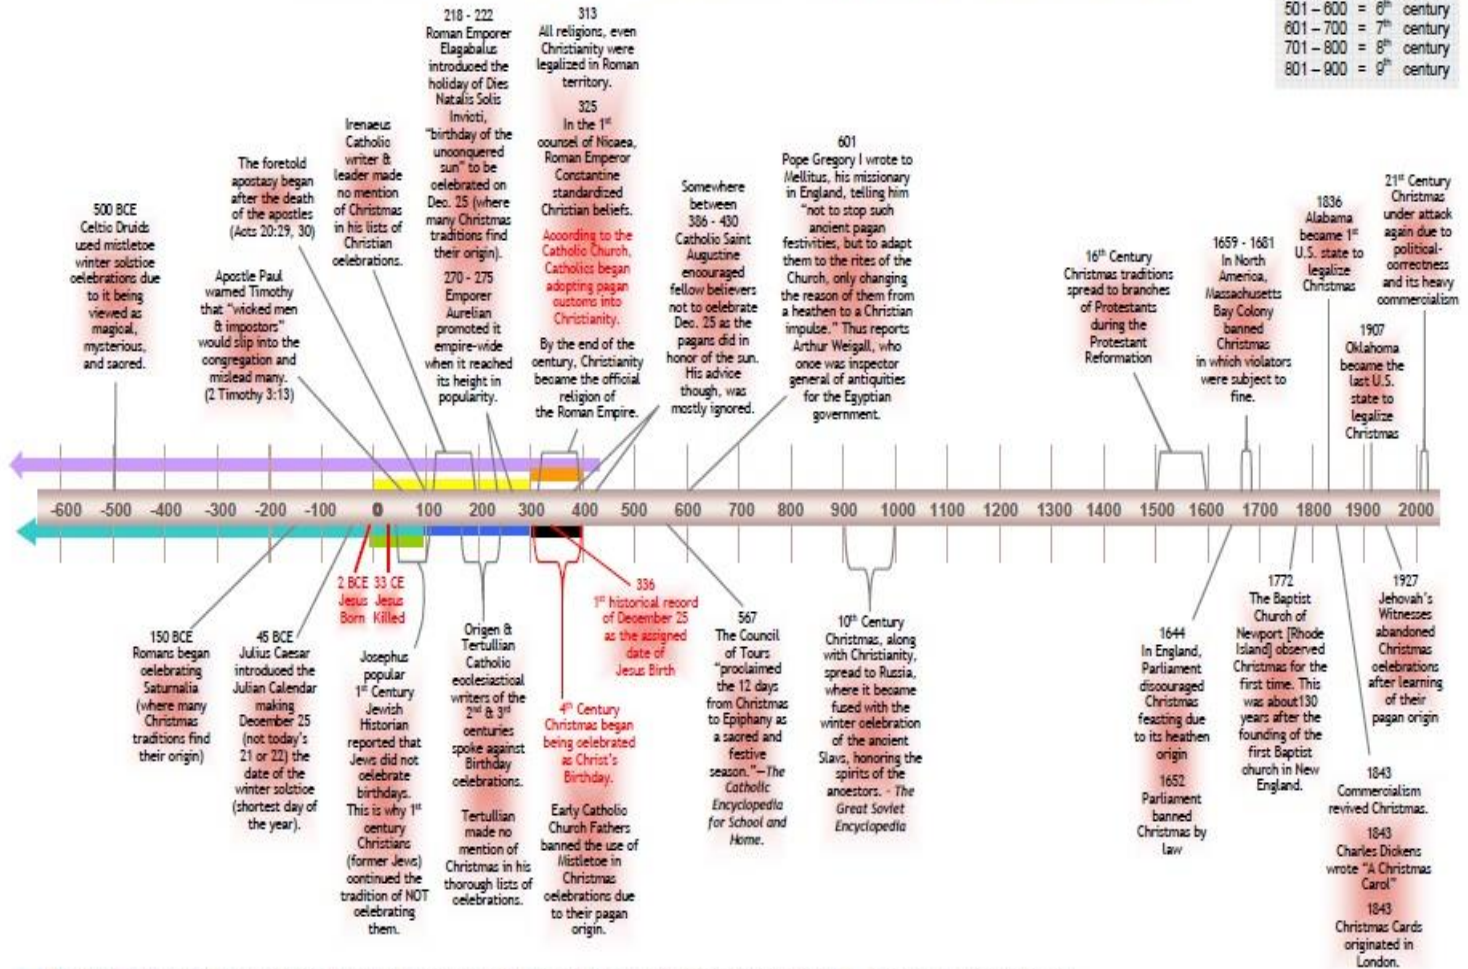 501 – 600 = 6th century
601 – 700 = 7th century
701 – 800 = 8th century
801 – 900 = 9th century
500 BCE
Celtic Druids
used mistletoe
winter solstice
celebrations due
to it being
viewed as
magical,
mysterious,
and sacred.
Apostle Paul
warned Timothy
that “wicked men
& impostors”
would slip into the
congregation and
mislead many.
(2 Timothy 3:13)
The foretold
apostasy began
after the death
of the apostles
(Acts 20:29, 30)
Irenaeus
Catholic
writer &
leader made
no mention
of Christmas
in his lists of
Christian
celebrations.
218 - 222
Roman Emporer
Elagabalus
introduced the
holiday of Dies
Natalis Solis
Invicti,
“birthday of the
unconquered
sun” to be
celebrated on
Dec. 25 (where
many Christmas
traditions find
their origin).
270 - 275
Emporer
Aurelian
promoted it
empire-wide
when it reached
its height in
popularity.
313
All religions, even
Christianity were
legalized in Roman
territory.
325
In the 1st
counsel of Nicaea,
Roman Emperor
Constantine
standardized
Christian beliefs.
According to the
Catholic Church,
Catholics began
adopting pagan
customs into
Christianity.
By the end of the
century, Christianity
became the official
religion of
the Roman Empire.
Somewhere
between
386 - 430
Catholic Saint
Augustine
encouraged
fellow believers
not to celebrate
Dec. 25 as the
pagans did in
honor of the sun.
His advice
though, was
mostly ignored.
601
Pope Gregory I wrote to
Mellitus, his missionary
in England, telling him
“not to stop such
ancient pagan
festivities, but to adapt
them to the rites of the
Church, only changing
the reason of them from
a heathen to a Christian
impulse.” Thus reports
Arthur Weigall, who
once was inspector
general of antiquities
for the Egyptian
government.
16th Century
Christmas traditions
spread to branches
of Protestants
during the
Protestant
Reformation
1659 - 1681
In North
America,
Massachusetts
Bay Colony
banned
Christmas
in which violators
were subject to
fine.
1836
Alabama
became 1st
U.S. state to
legalize
Christmas
1907
Oklahoma
became the
last U.S.
state to
legalize
Christmas
21st Century
Christmas
under attack
again due to
political-
correctness
and its heavy
commercialism
-600 -500 -400 -300 -200 -100 0 100 200 300 400 500 600 700 800 900 1000 1100 1200 1300 1400 1500 1600 1700 1800 1900 2000
150 BCE
Romans began
celebrating
Saturnalia
(where many
Christmas
traditions find
their origin)
45 BCE
Julius Caesar
introduced the
Julian Calendar
making
December 25
(not today's
21 or 22) the
date of the
winter solstice
(shortest day of
the year).
2 BCE
Jesus
Born
33 CE
Jesus
Killed
Josephus
popular
1st Century
Jewish
Historian
reported that
Jews did not
celebrate
birthdays.
This is why 1st
century
Christians
(former Jews)
continued the
tradition of NOT
celebrating
them.
Origen &
Tertullian
Catholic
ecclesiastical
writers of the
2nd & 3rd
centuries
spoke against
Birthday
celebrations.
Tertullian
made no
mention of
Christmas in his
thorough lists of
celebrations.
4th Century
Christmas began
being celebrated
as Christ's
Birthday.
Early Catholic
Church Fathers
banned the use of
Mistletoe in
Christmas
celebrations due
to their pagan
origin.
336
1st historical record
of December 25
as the assigned
date of
Jesus Birth
567
The Council
of Tours
“proclaimed
the 12 days
from Christmas
to Epiphany as
a sacred and
festive
season.”—The
Catholic
Encyclopedia
for School and
Home.
10th Century
Christmas, along
with Christianity,
spread to Russia,
where it became
fused with the
winter celebration
of the ancient
Slavs, honoring the
spirits of the
ancestors. - The
Great Soviet
Encyclopedia
1644
In England,
Parliament
discouraged
Christmas
feasting due
to its heathen
origin
1652
Parliament
banned
Christmas by
law
1772
The Baptist
Church of
Newport [Rhode
Island] observed
Christmas for the
first time. This
was about130
years after the
founding of the
first Baptist
church in New
England.
1843
Commercialism
revived Christmas.
1843
Charles Dickens
wrote “A Christmas
Carol”
1843
Christmas Cards
originated in
London.
1927
Jehovah's
Witnesses
abandoned
Christmas
celebrations
after learning
of their
pagan origin